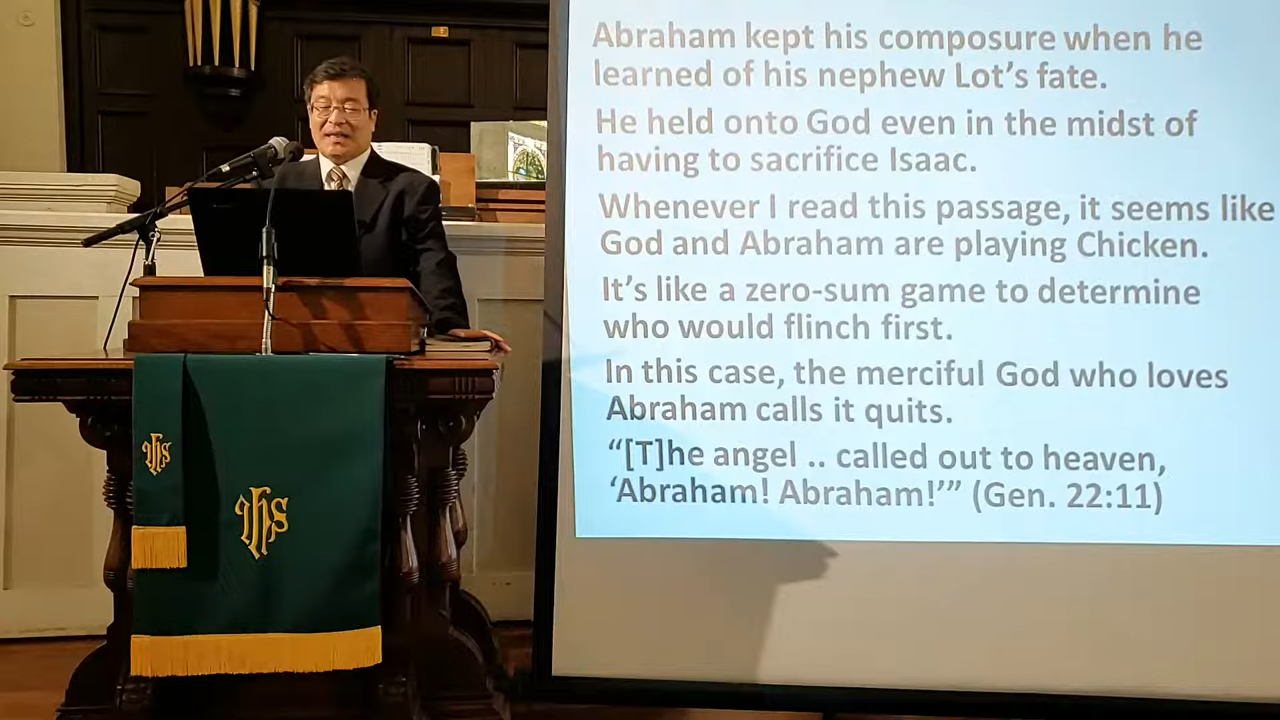 Abraham kept his composure when he
learned of his nephew Lot’s fate.
He held onto God even in the midst of
having to sacrifice Isaac.
Whenever I read this passage, it seems like
God and Abraham are playing Chicken.
It’s like a zero-sum game to determine
who would flinch first.
In this case, the merciful God who loves
Abraham calls it quits.
“[T]he angel .. called out to heaven,
‘Abraham! Abraham!’” (Gen. 22:11)
IHS
IHS